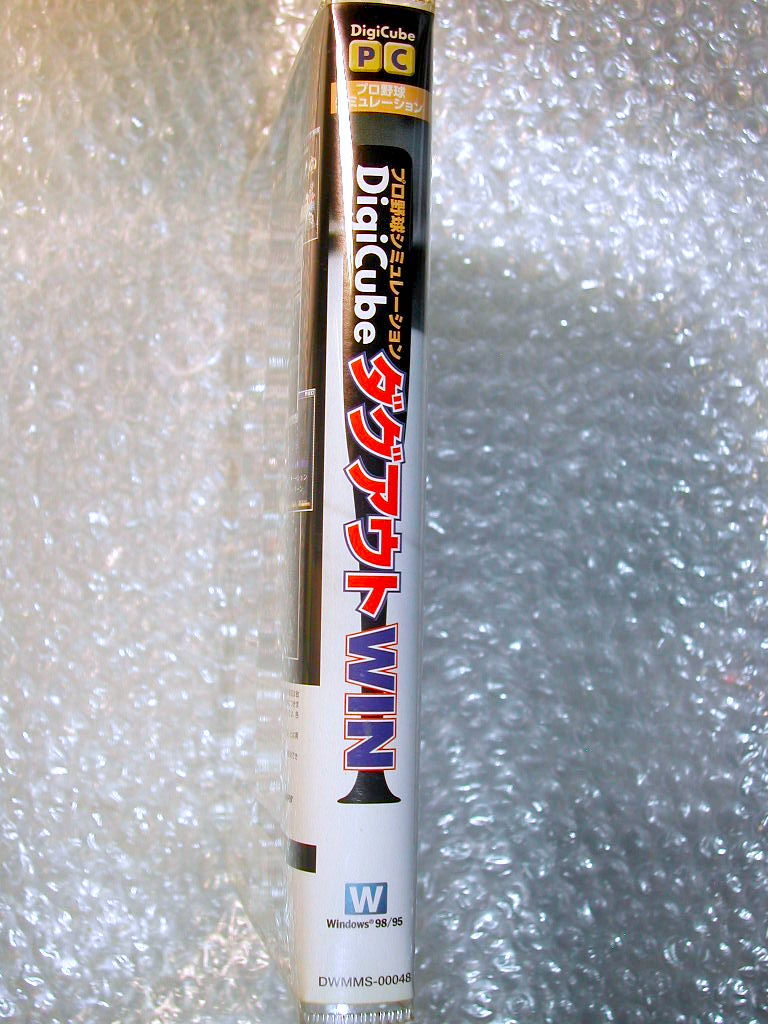 DigiCube
PC
プロ野球
シミュレーション
プロ野球シミュレーション
DigiCube
ダグアウトWIN
W
Windows® 98/95
DWMMS-00048